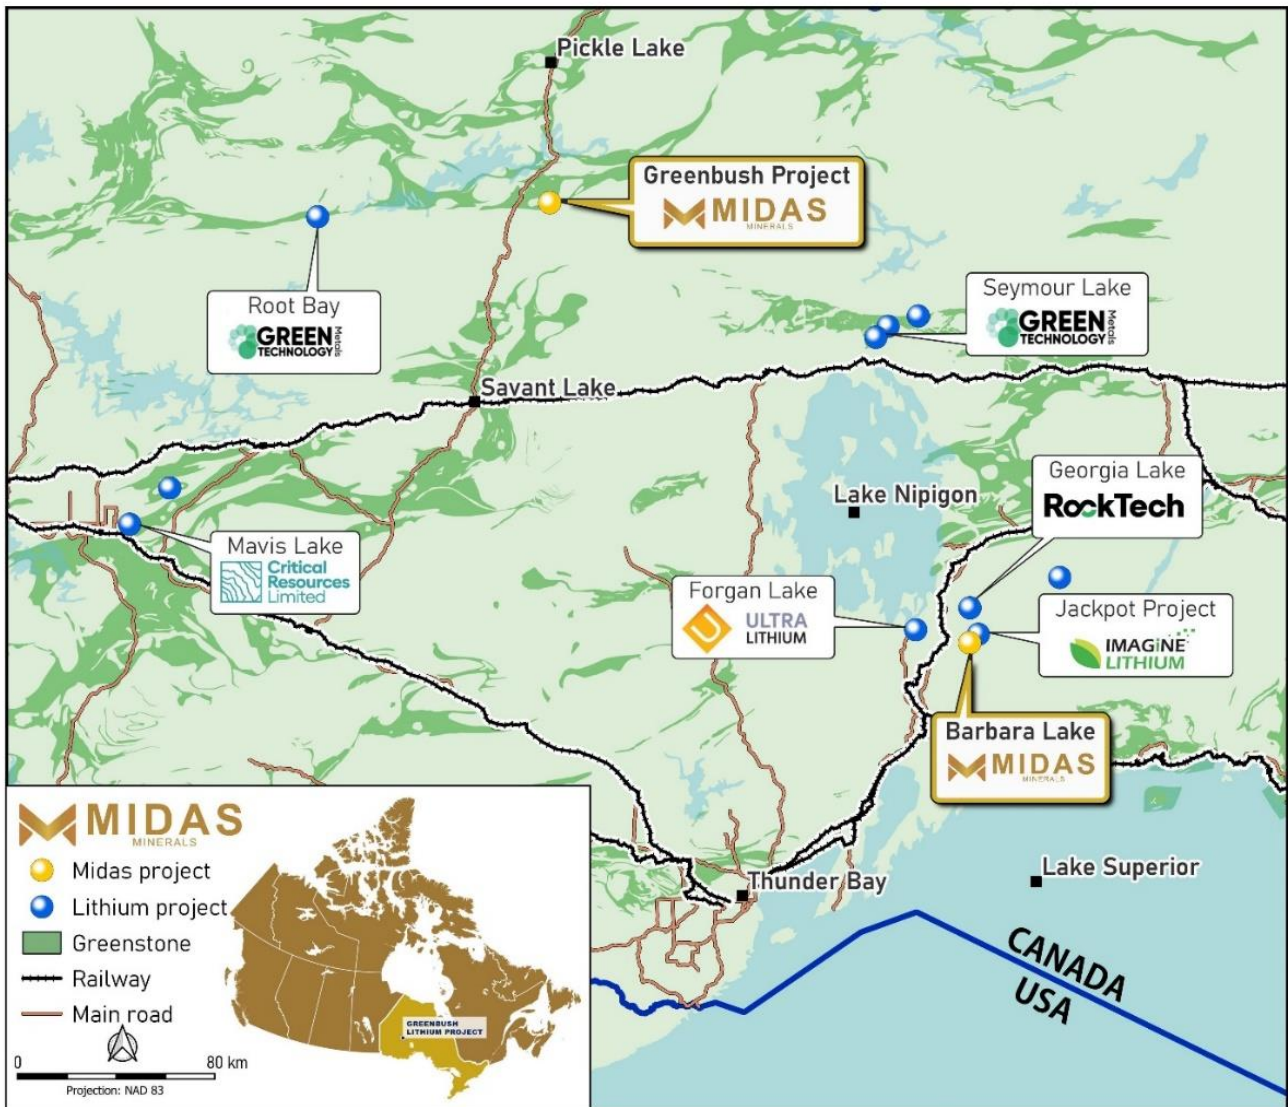 Pickle Lake
Greenbush Project
MIDAS
MINERALS
Root Bay
GREEN
TECHNOLOGY
Metals
Seymour Lake
GREEN
TECHNOLOGY
Metals
Savant Lake
Georgia Lake
RockTech
Lake Nipigon
Mavis Lake
Critical
Resources
Limited
Forgan Lake
ULTRA
LITHIUM
Jackpot Project
IMAGINE
LITHIUM
Barbara Lake
MIDAS
MINERALS
Thunder Bay
Lake Superior
CANADA
USA
MIDAS
MINERALS
Midas project
Lithium project
Greenstone
Railway
Main road
0 80 km
Projection: NAD 83
GREENBUSH
LITHIUM PROJECT